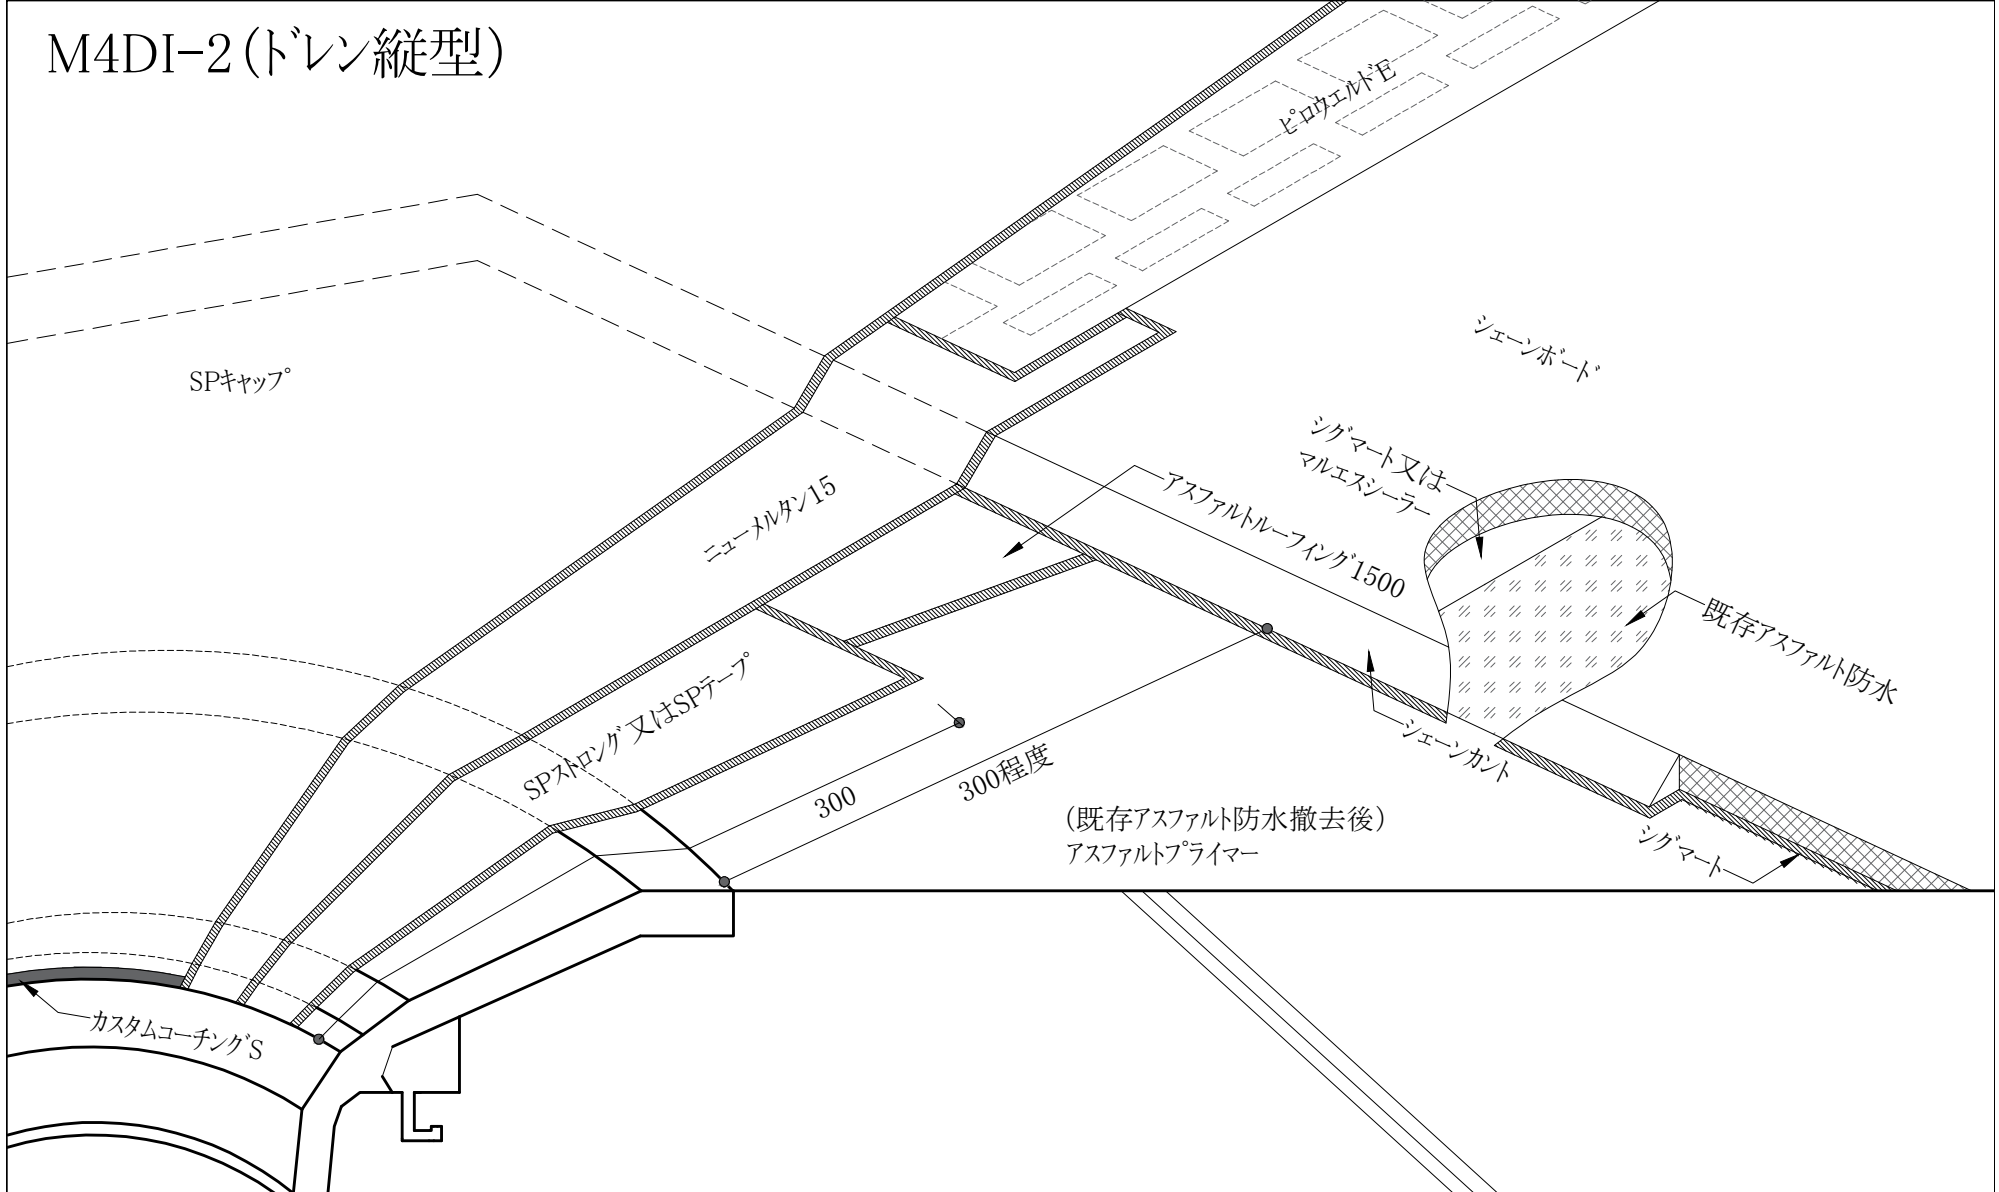 M4DI-2(ドレン縦型)
ピロウェルドE
SPキャップ
シェーンボード
シグマート又は
マルエスシーラー
アスファルトルーフィング1500
ニューメルタン15
既存アスファルト防水
SPストロング又はSPテープ
シェーンカント
300
300程度
(既存アスファルト防水撤去後)
アスファルトプライマー
シグマート
カスタムコーチングS